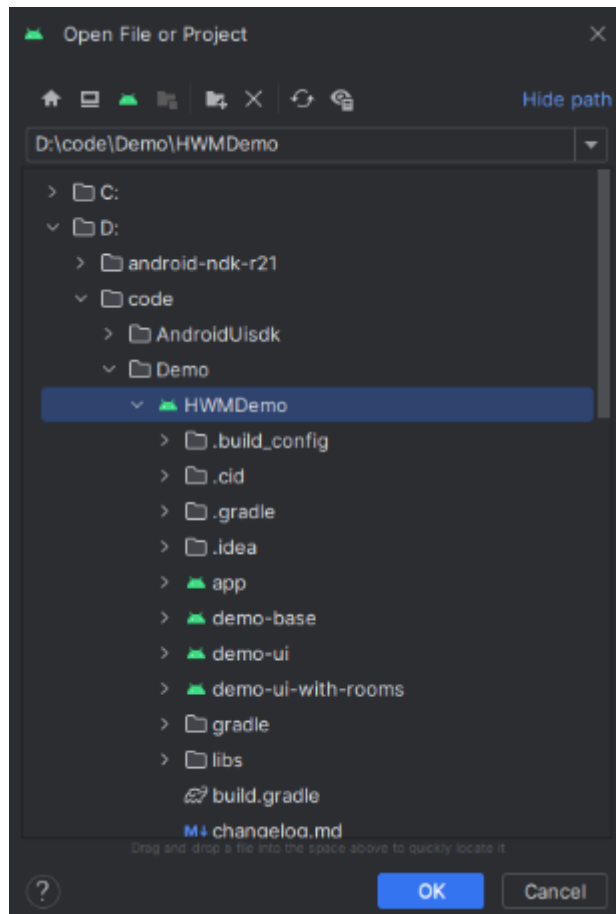 Open File or Project
Hide path
D:\code\Demo\HWMDemo
C:
D:
android-ndk-r21
code
AndroidUisdk
Demo
HWMDemo
.build_config
.cid
.gradle
.idea
app
demo-base
demo-ui
demo-ui-with-rooms
gradle
libs
build.gradle
M↓ changelog.md
Drag and drop a file into the space above to quickly locate it
? OK Cancel